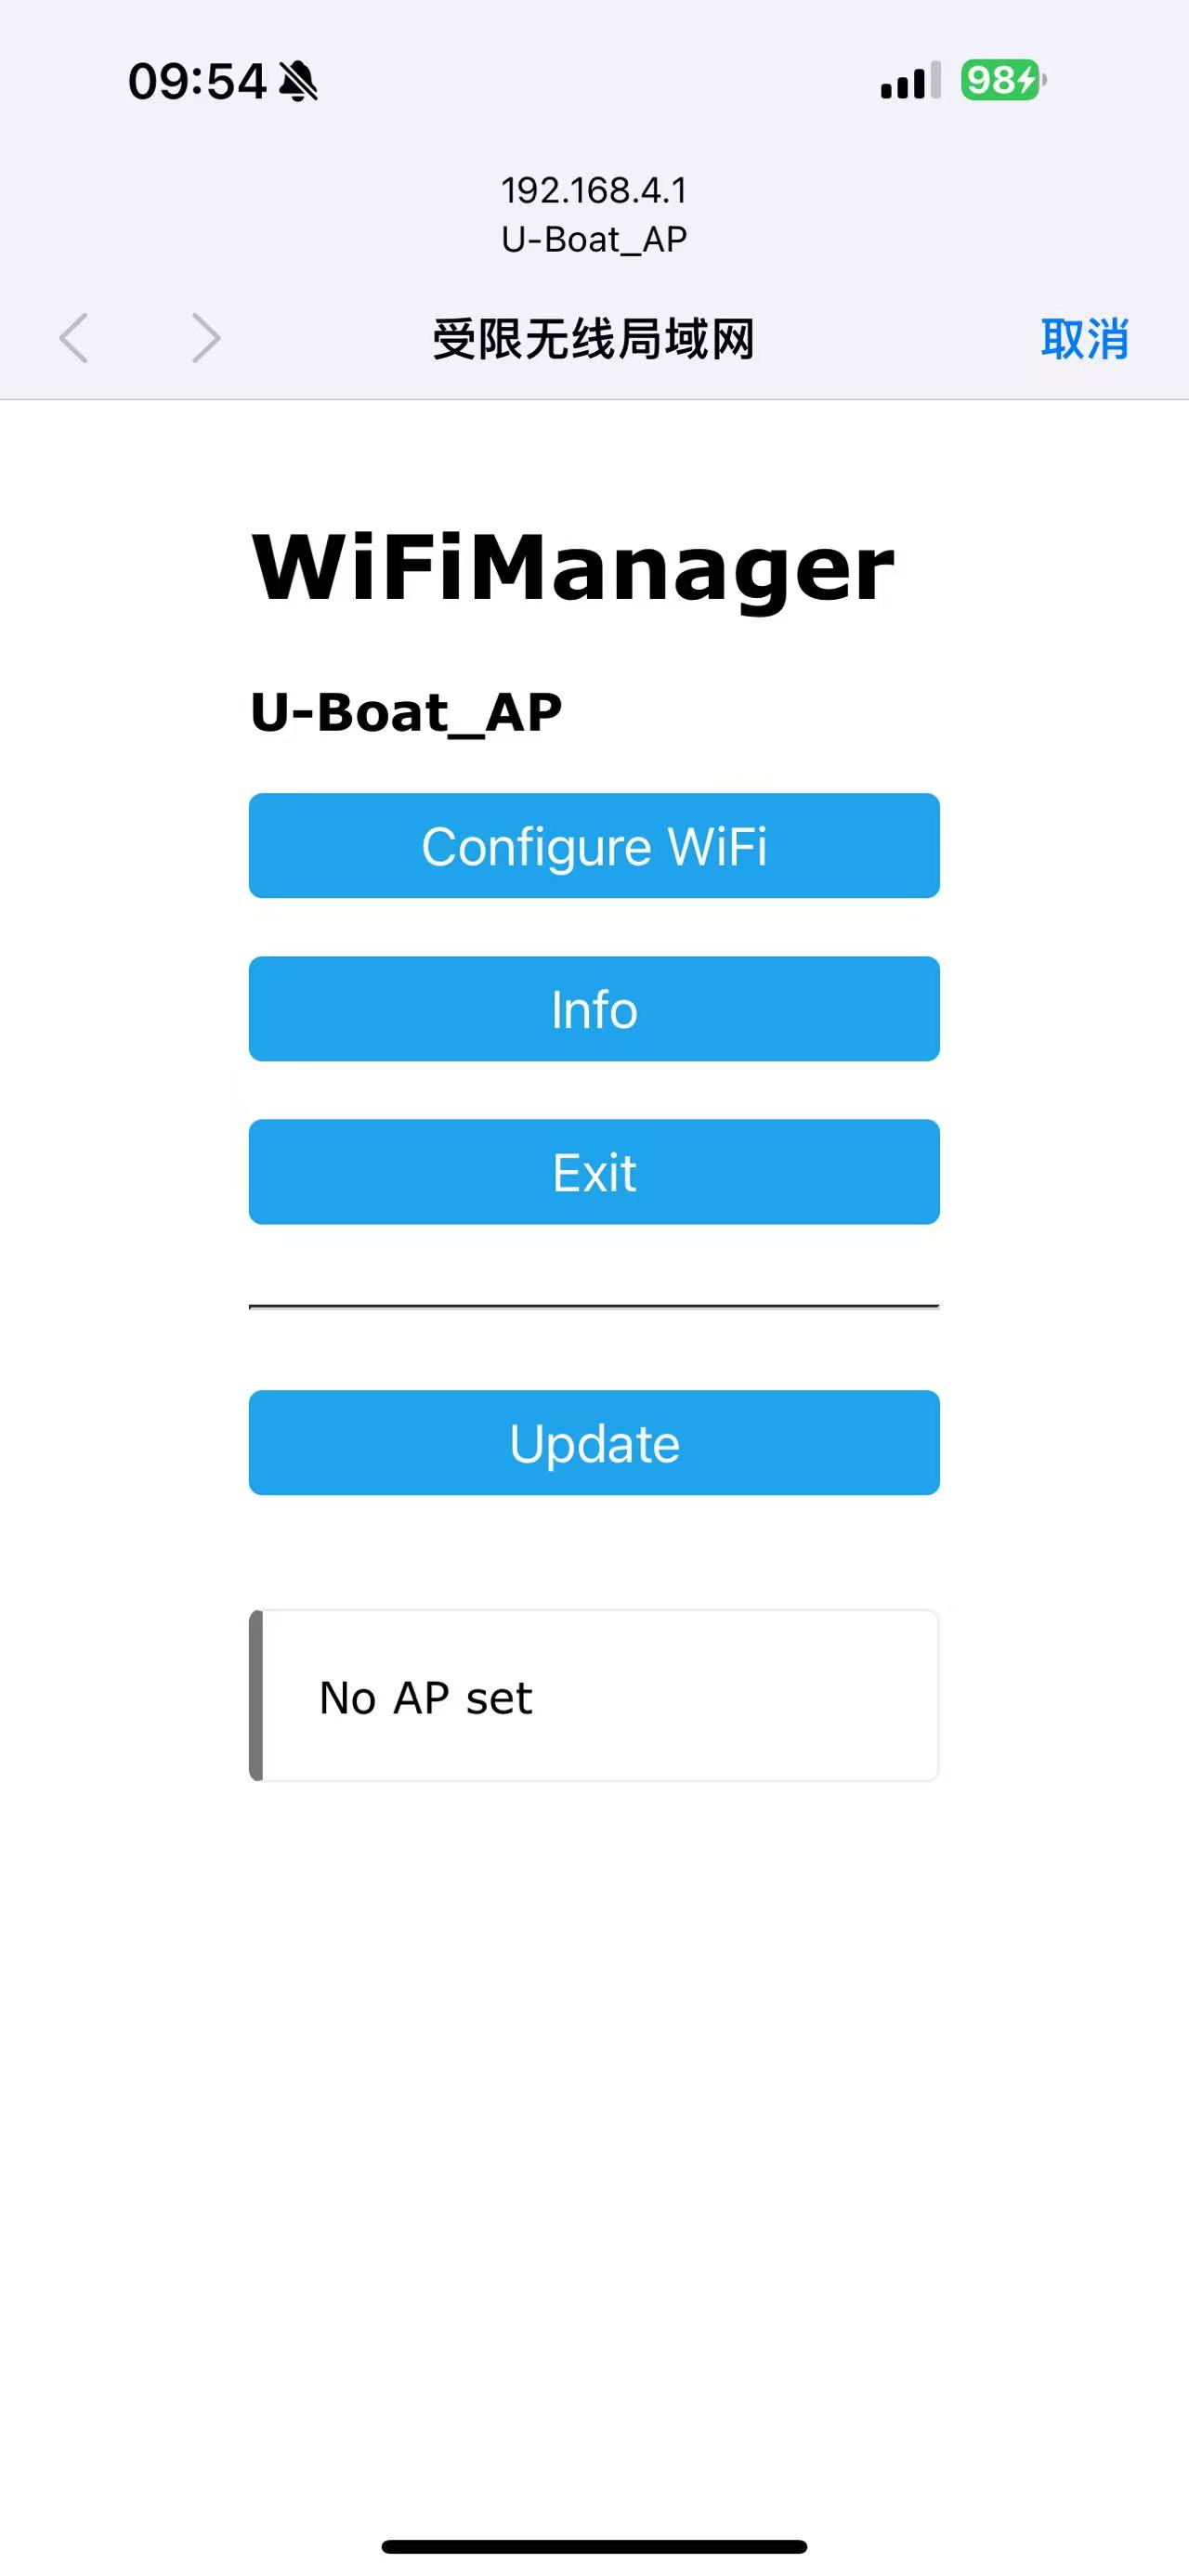 09:54
98
192.168.4.1
U-Boat_AP
受限无线局域网
取消
WiFiManager
U-Boat_AP
Configure WiFi
Info
Exit
Update
No AP set